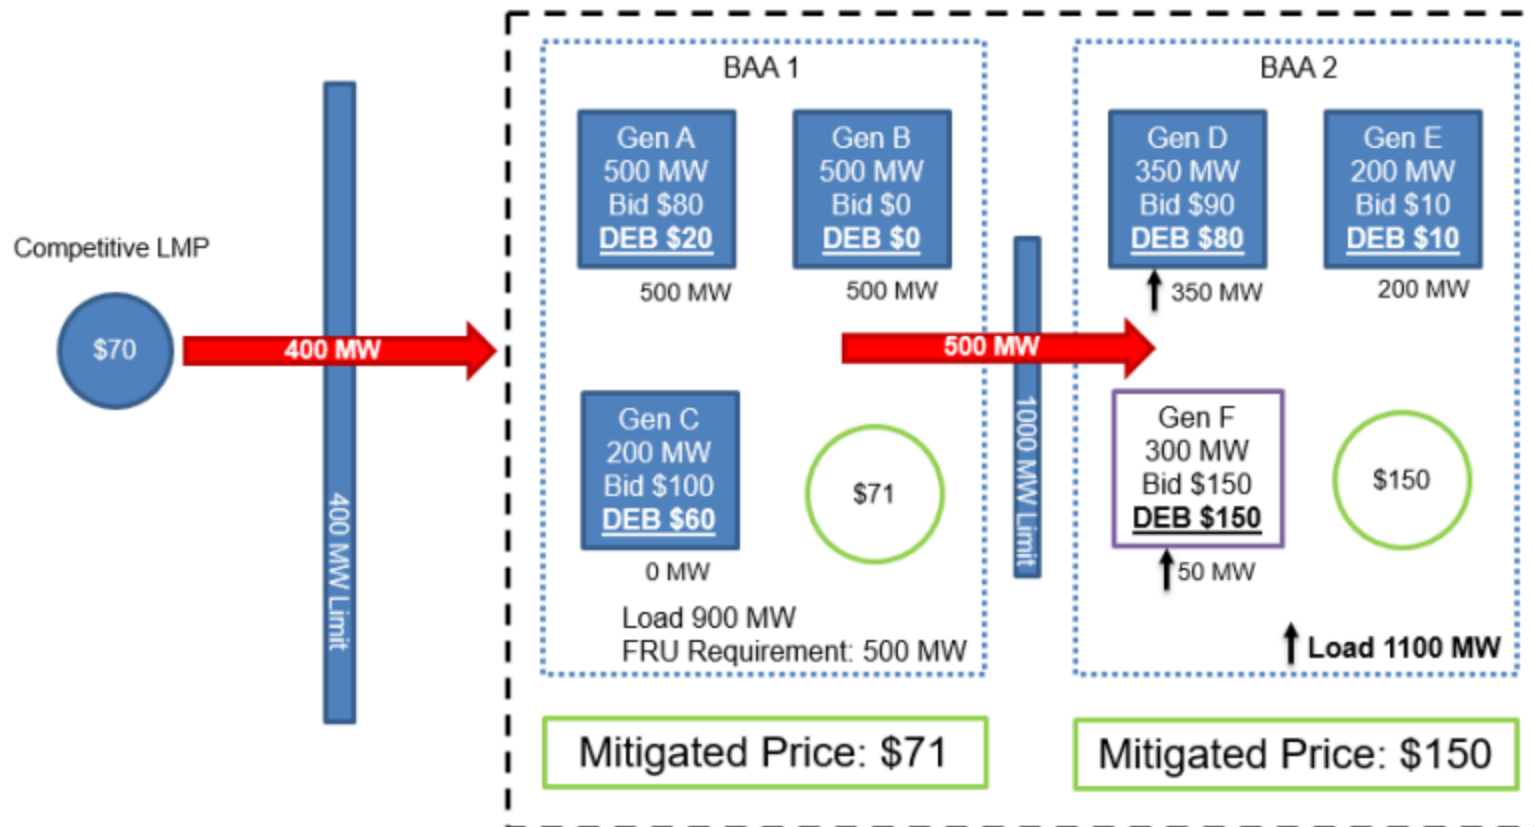 Competitive LMP
$70
400 MW
400 MW Limit
BAA 1
Gen A
500 MW
Bid $80
DEB $20
500 MW
Gen B
500 MW
Bid $0
DEB $0
500 MW
Gen C
200 MW
Bid $100
DEB $60
0 MW
$71
Load 900 MW
FRU Requirement: 500 MW
Mitigated Price: $71
500 MW
1000 MW Limit
BAA 2
Gen D
350 MW
Bid $90
DEB $80
350 MW
Gen E
200 MW
Bid $10
DEB $10
200 MW
Gen F
300 MW
Bid $150
DEB $150
50 MW
$150
Load 1100 MW
Mitigated Price: $150